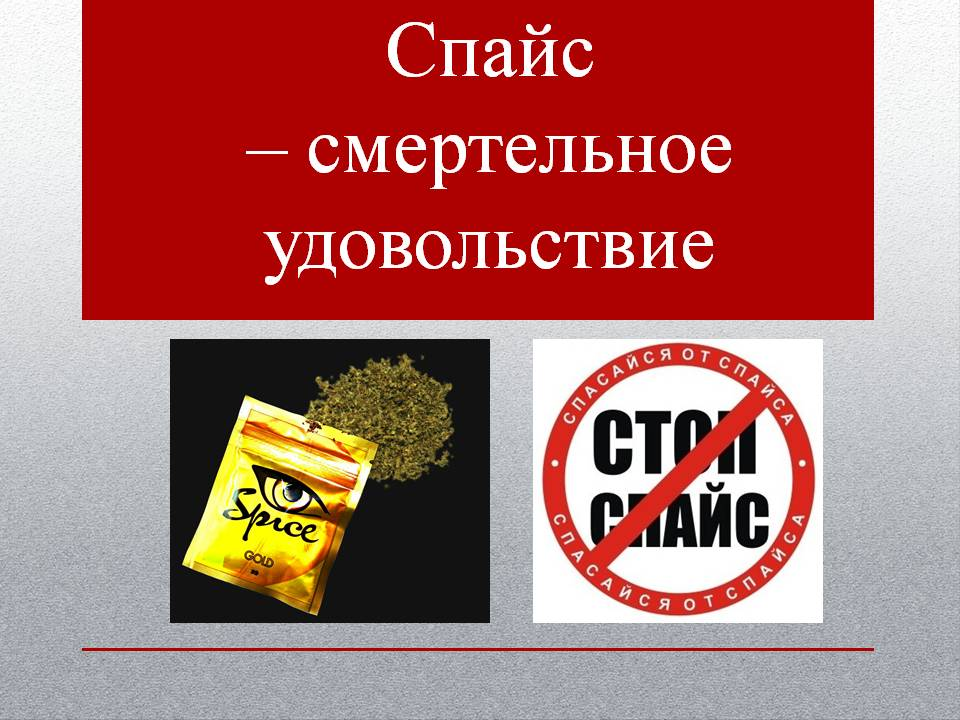 Спайс
– смертельное
удовольствие
Spice
GOLD
СПАСАЙСЯ ОТ СПАЙСА
СТОП
СПАЙС
СПАСАЙСЯ ОТ СПАЙСА